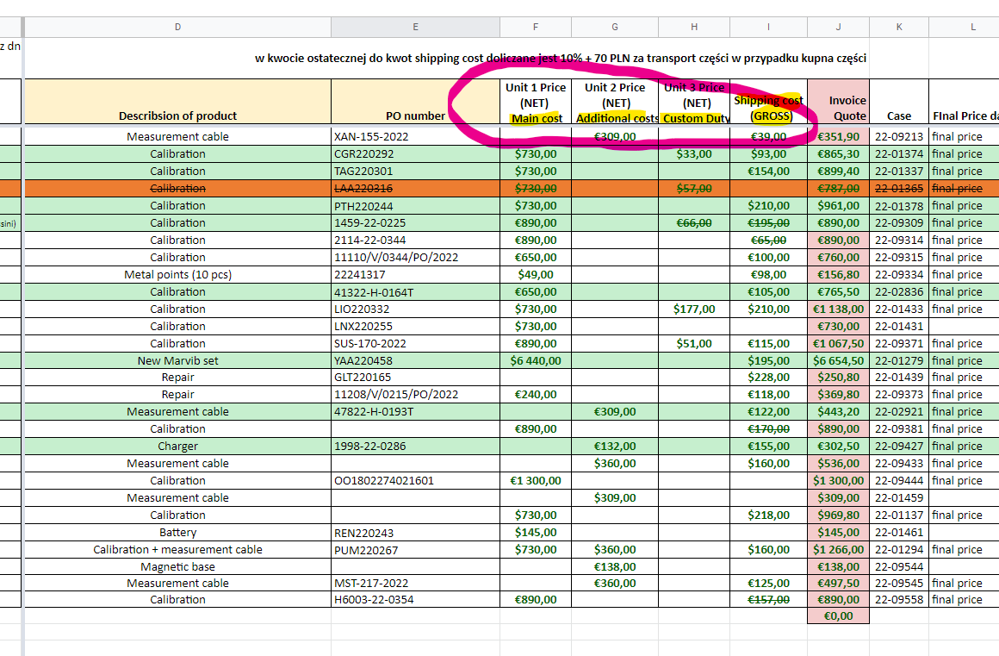 D E F G H I J K L
z dn
w kwocie ostatecznej do kwot shipping cost doliczane jest 10% + 70 PLN za transport części w przypadku kupna części
Describsion of product PO number Unit 1 Price (NET) Main cost Unit 2 Price (NET) Additional costs Unit 3 Price (NET) Custom Duty Shipping cost (GROSS) Invoice Quote Case FInal Price da
Measurement cable XAN-155-2022 €309,00 €39,00 €351,90 22-09213 final price
Calibration CGR220292 $730,00 $33,00 $93,00 €865,30 22-01374 final price
Calibration TAG220301 $730,00 €154,00 €899,40 22-01337 final price
Calibration LAA220316 $730,00 $57,00 €787,00 22-01365 final price
Calibration PTH220244 $730,00 $210,00 $961,00 22-01378 final price
sini) Calibration 1459-22-0225 €890,00 €66,00 €195,00 €890,00 22-09309 final price
Calibration 2114-22-0344 €890,00 €65,00 €890,00 22-09314 final price
Calibration 11110/V/0344/PO/2022 €650,00 €100,00 €760,00 22-09315 final price
Metal points (10 pcs) 22241317 $49,00 €98,00 €156,80 22-09334 final price
Calibration 41322-H-0164T €650,00 €105,00 €765,50 22-02836 final price
Calibration LIO220332 $730,00 $177,00 $210,00 €1 138,00 22-01433 final price
Calibration LNX220255 $730,00 €730,00 22-01431
Calibration SUS-170-2022 €890,00 $51,00 €115,00 €1 067,50 22-09371 final price
New Marvib set YAA220458 $6 440,00 $195,00 $6 654,50 22-01279 final price
Repair GLT220165 $228,00 $250,80 22-01439 final price
Repair 11208/V/0215/PO/2022 €240,00 €118,00 $369,80 22-09373 final price
Measurement cable 47822-H-0193T €309,00 €122,00 $443,20 22-02921 final price
Calibration €890,00 €170,00 $890,00 22-09381 final price
Charger 1998-22-0286 €132,00 €155,00 €302,50 22-09427 final price
Measurement cable $360,00 $160,00 $536,00 22-09433 final price
Calibration OO1802274021601 €1 300,00 $1 300,00 22-09444 final price
Measurement cable $309,00 $309,00 22-01459
Calibration $730,00 $218,00 $969,80 22-01137 final price
Battery REN220243 $145,00 $145,00 22-01461
Calibration + measurement cable PUM220267 $730,00 $360,00 $160,00 $1 266,00 22-01294 final price
Magnetic base €138,00 €138,00 22-09544
Measurement cable MST-217-2022 €360,00 €125,00 €497,50 22-09545 final price
Calibration H6003-22-0354 €890,00 €157,00 €890,00 22-09558 final price
€0,00